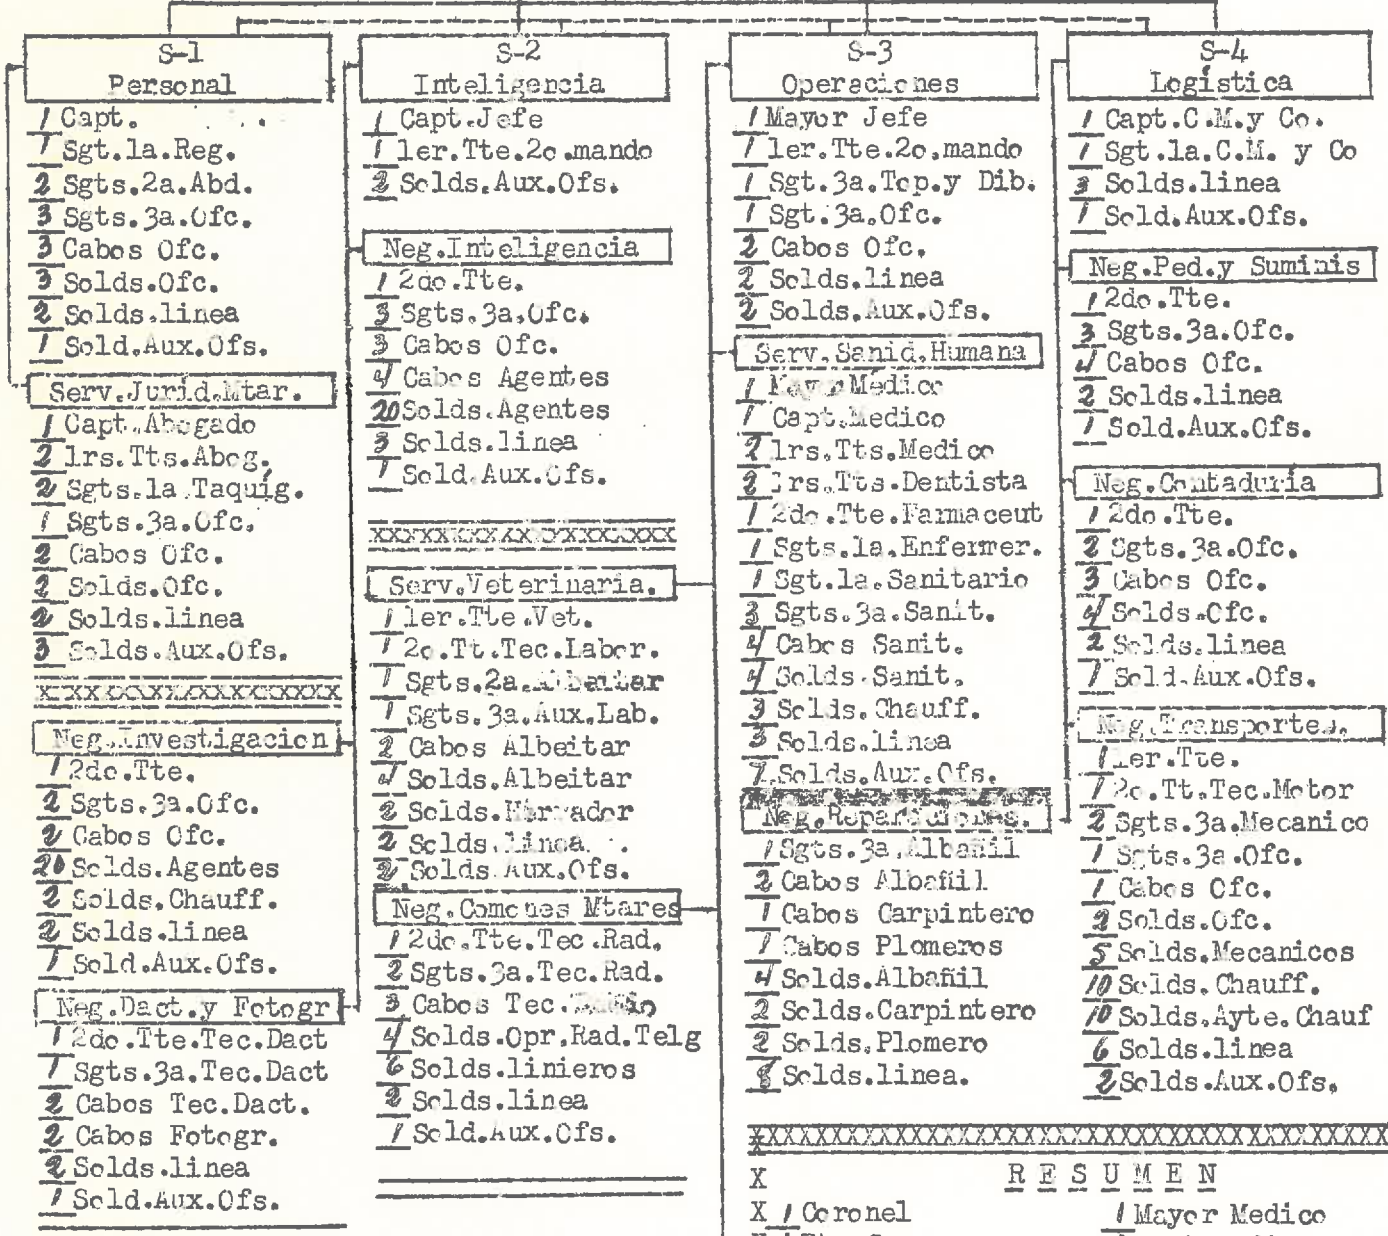 S-1
Personal
1 Capt.
1 Sgt.1a.Reg.
2 Sgts.2a.Abd.
3 Sgts.3a.Ofc.
3 Cabos Ofc.
3 Solds.Ofc.
2 Solds.linea
1 Sold.Aux.Ofs.
Serv.Juríd.Mtar.
1 Capt.Abogado
2 1rs.Tts.Abog.
2 Sgts.1a.Taquíg.
1 Sgts.3a.Ofc.
2 Cabos Ofc.
2 Solds.Ofc.
2 Solds.linea
3 Solds.Aux.Ofs.
Neg.Investigacion
1 2do.Tte.
2 Sgts.3a.Ofc.
2 Cabos Ofc.
20 Solds.Agentes
2 Solds.Chauff.
2 Solds.linea
1 Sold.Aux.Ofs.
Neg.Dact.y Fotogr
1 2do.Tte.Tec.Dact
1 Sgts.3a.Tec.Dact
2 Cabos Tec.Dact.
2 Cabos Fotogr.
2 Solds.linea
1 Sold.Aux.Ofs.
S-2
Inteligencia
1 Capt.Jefe
1 1er.Tte.2o.mando
2 Solds.Aux.Ofs.
Neg.Inteligencia
1 2do.Tte.
3 Sgts.3a.Ofc.
3 Cabos Ofc.
4 Cabos Agentes
20 Solds.Agentes
3 Solds.linea
1 Sold.Aux.Ofs.
Serv.Veterinaria.
1 1er.Tte.Vet.
1 2o.Tt.Tec.Labor.
1 Sgts.2a.Albeitar
1 Sgts.3a.Aux.Lab.
2 Cabos Albeitar
4 Solds.Albeitar
2 Solds.Herrador
2 Solds.linea.
2 Solds.Aux.Ofs.
Neg.Comones Mtares
1 2do.Tte.Tec.Rad.
2 Sgts.3a.Tec.Rad.
3 Cabos Tec.Radio
4 Solds.Opr.Rad.Telg
6 Solds.linieros
2 Solds.linea
1 Sold.Aux.Ofs.
S-3
Operaciones
1 Mayor Jefe
1 1er.Tte.2o.mando
1 Sgt.3a.Top.y Dib.
1 Sgt.3a.Ofc.
2 Cabos Ofc.
2 Solds.linea
2 Solds.Aux.Ofs.
Serv.Sanid.Humana
1 Mayor Médico
1 Capt.Medico
2 1rs.Tts.Medico
2 1rs.Tts.Dentista
1 2do.Tte.Farmaceut
1 Sgts.1a.Enfermer.
1 Sgt.1a.Sanitario
3 Sgts.3a.Sanit.
4 Cabos Sanit.
4 Solds.Sanit.
3 Solds.Chauff.
3 Solds.linea
7 Solds.Aux.Ofs.
Neg.Reparaciones.
1 Sgts.3a.Albañil
2 Cabos Albañil
1 Cabos Carpintero
1 Cabos Plomeros
4 Solds.Albañil
2 Solds.Carpintero
2 Solds.Plomero
8 Solds.linea.
S-4
Logística
1 Capt.C.M.y Co.
1 Sgt.1a.C.M. y Co
3 Solds.linea
1 Sold.Aux.Ofs.
Neg.Ped.y Suminis
1 2do.Tte.
3 Sgts.3a.Ofc.
4 Cabos Ofc.
2 Solds.linea
1 Sold.Aux.Ofs.
Neg.Contaduría
1 2do.Tte.
2 Sgts.3a.Ofc.
3 Cabos Ofc.
4 Solds.Ofc.
2 Solds.linea
1 Sold.Aux.Ofs.
Neg.Transportes.
1 1er.Tte.
1 2o.Tt.Tec.Motor
2 Sgts.3a.Mecanico
1 Sgts.3a.Ofc.
1 Cabos Ofc.
2 Solds.Ofc.
5 Solds.Mecanicos
10 Solds.Chauff.
10 Solds.Ayte.Chauf
6 Solds.linea
2 Solds.Aux.Ofs.
X R E S U M E N
X 1 Coronel 1 Mayor Medico